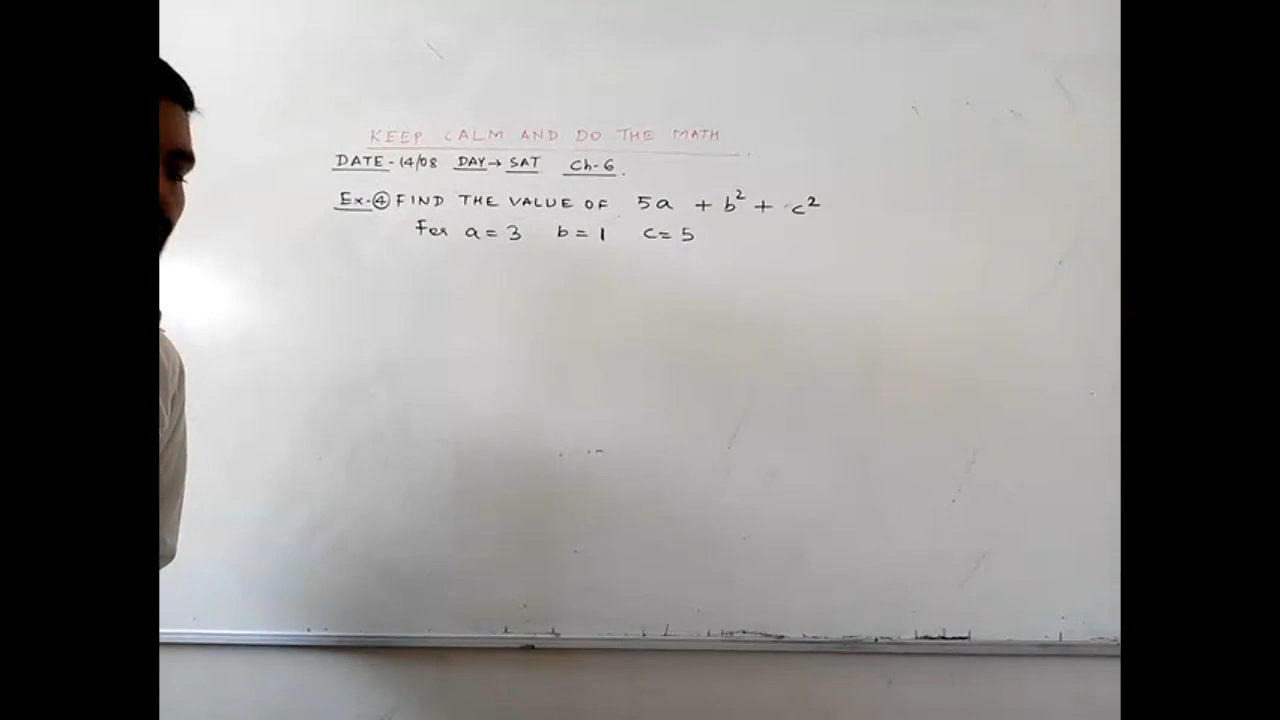 KEEP CALM AND DO THE MATH
DATE - 14/08 DAY → SAT Ch-6.
Ex-④ FIND THE VALUE OF 5a + b² + c²
For a = 3 b = 1 c = 5